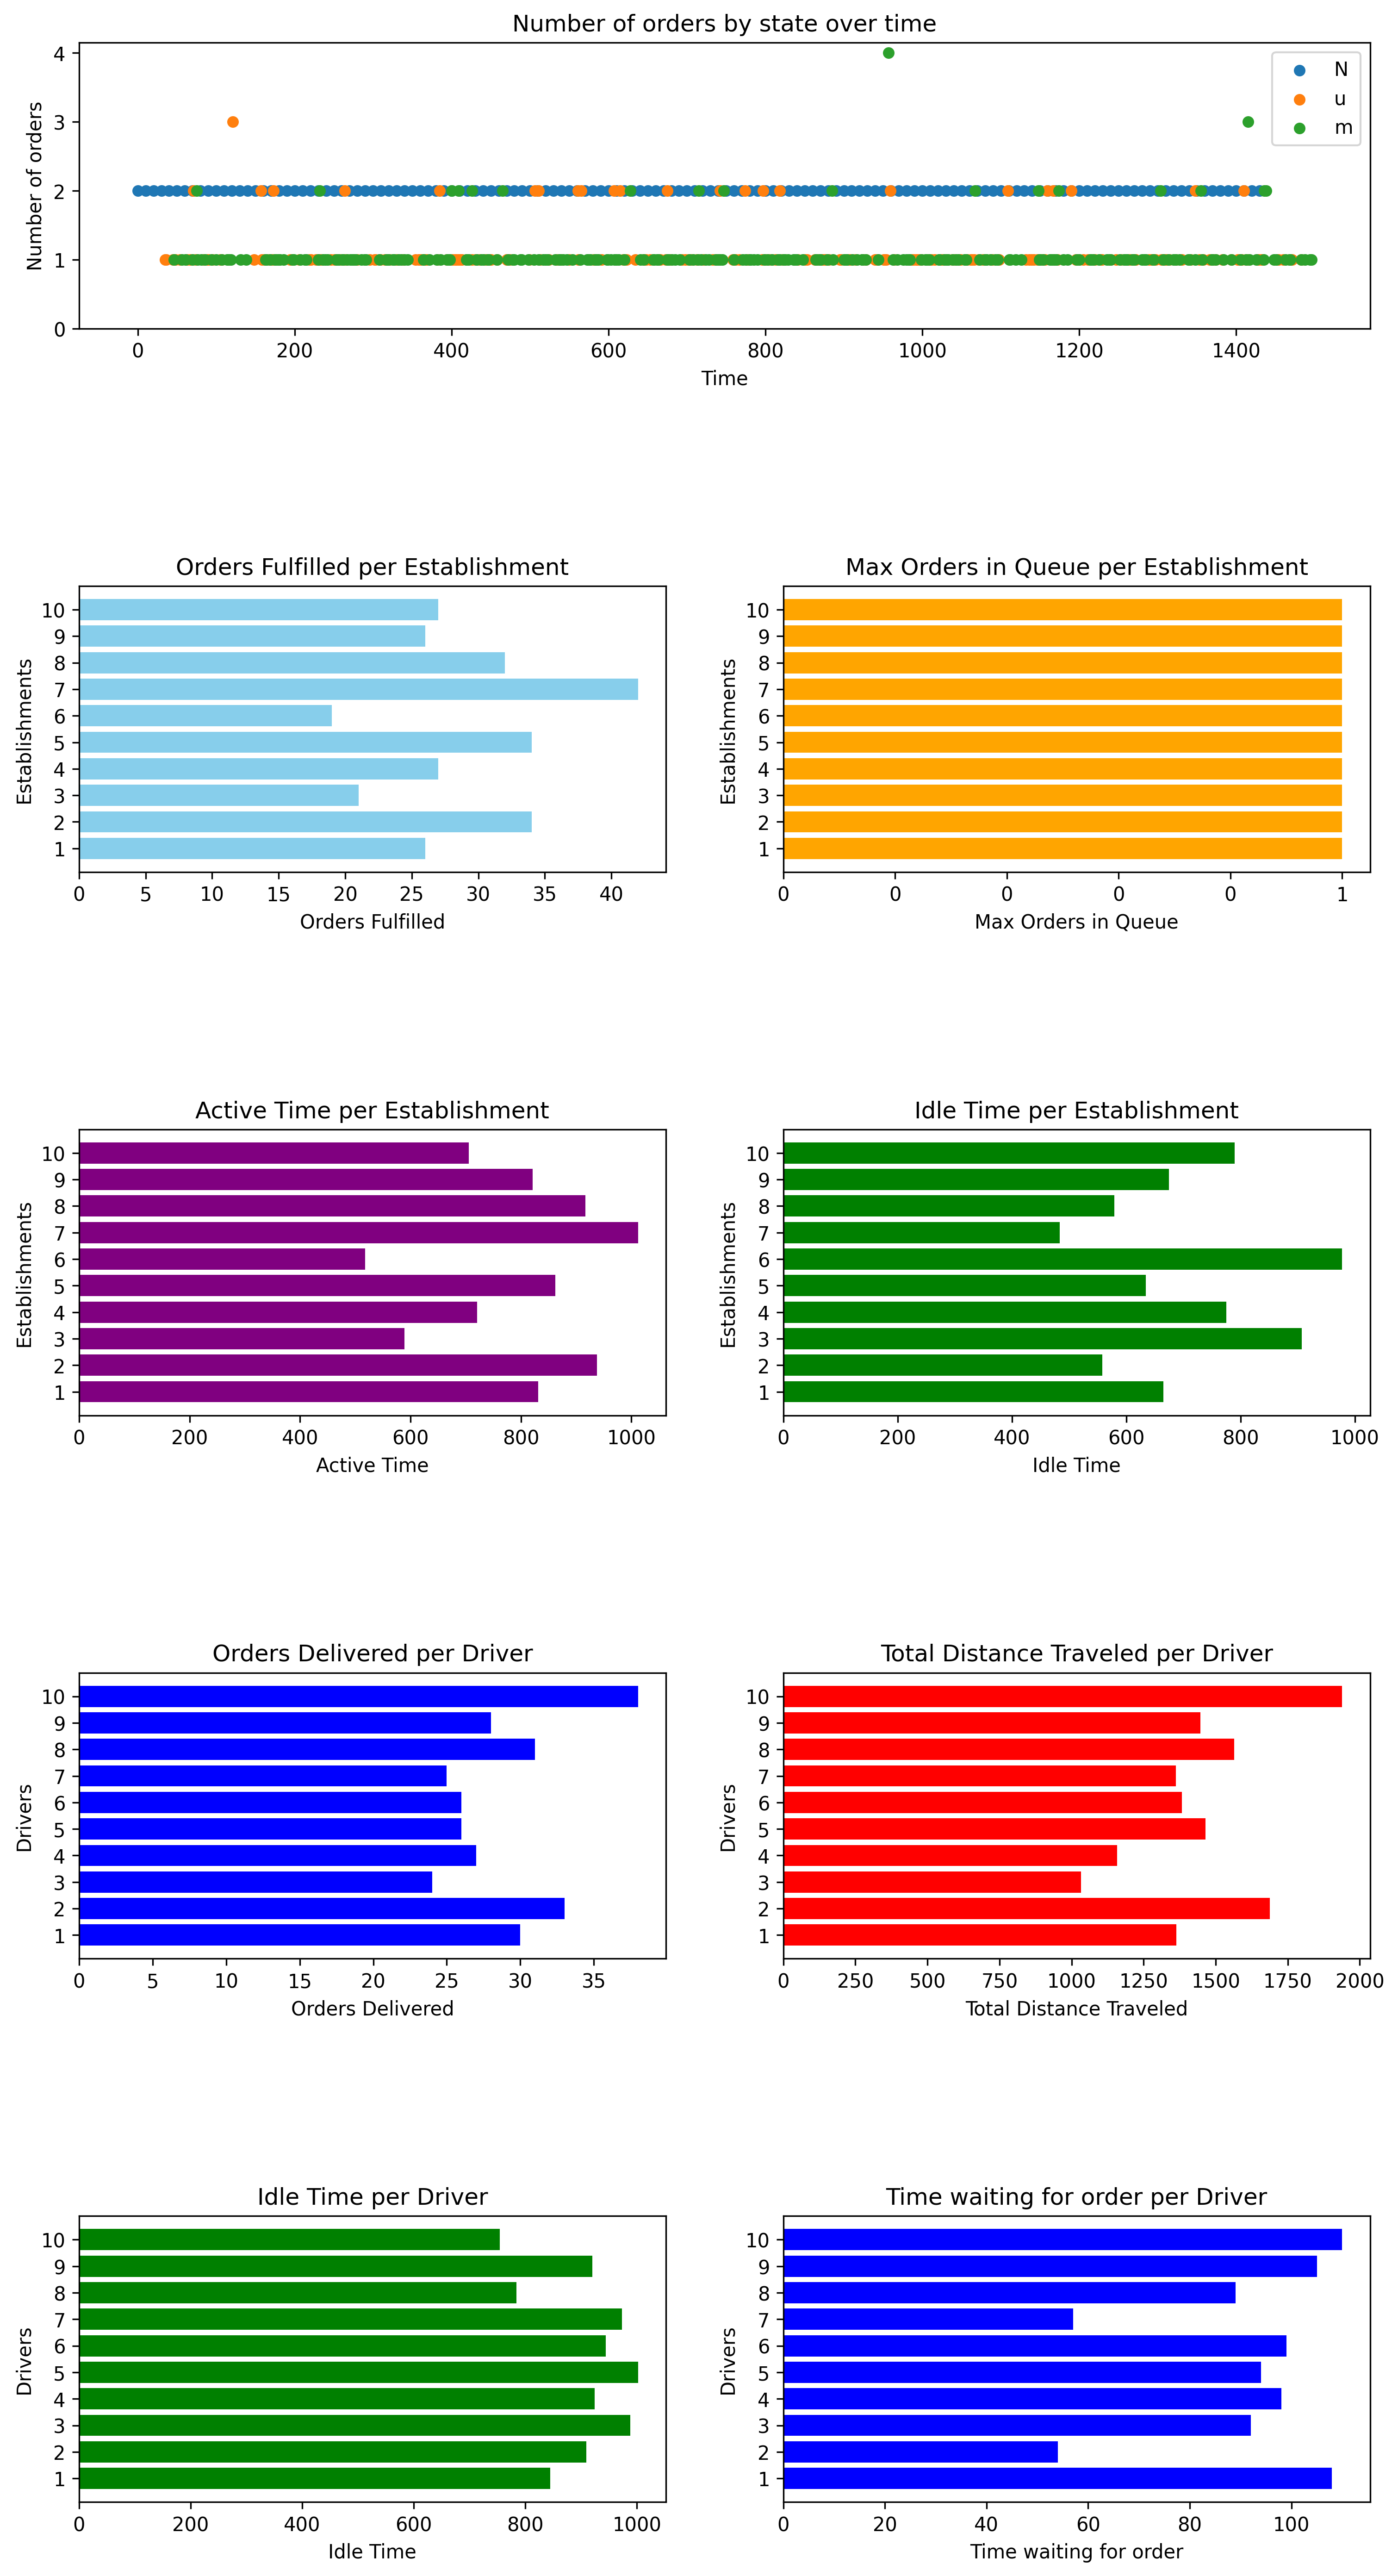 Number of orders by state over time
Number of orders
4
3
2
1
0
N
u
m
0 200 400 600 800 1000 1200 1400
Time
Orders Fulfilled per Establishment
Establishments
10
9
8
7
6
5
4
3
2
1
0 5 10 15 20 25 30 35 40
Orders Fulfilled
Max Orders in Queue per Establishment
Establishments
10
9
8
7
6
5
4
3
2
1
0 0 0 0 0 1
Max Orders in Queue
Active Time per Establishment
Establishments
10
9
8
7
6
5
4
3
2
1
0 200 400 600 800 1000
Active Time
Idle Time per Establishment
Establishments
10
9
8
7
6
5
4
3
2
1
0 200 400 600 800 1000
Idle Time
Orders Delivered per Driver
Drivers
10
9
8
7
6
5
4
3
2
1
0 5 10 15 20 25 30 35
Orders Delivered
Total Distance Traveled per Driver
Drivers
10
9
8
7
6
5
4
3
2
1
0 250 500 750 1000 1250 1500 1750 2000
Total Distance Traveled
Idle Time per Driver
Drivers
10
9
8
7
6
5
4
3
2
1
0 200 400 600 800 1000
Idle Time
Time waiting for order per Driver
Drivers
10
9
8
7
6
5
4
3
2
1
0 20 40 60 80 100
Time waiting for order